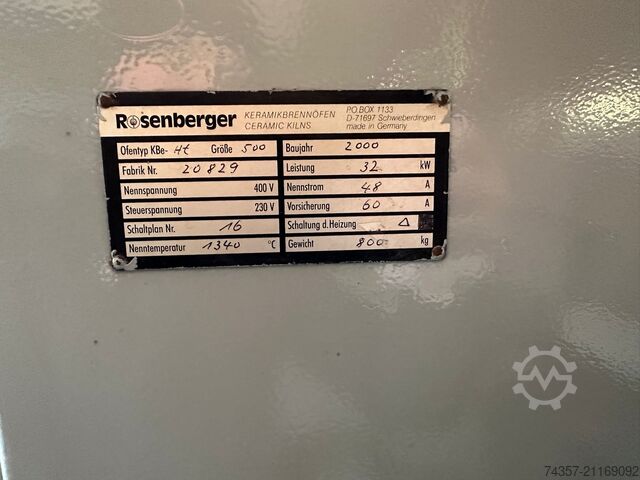 Rosenberger KERAMIKBRENNÖFEN PO.BOX 1133
CERAMIC KILNS D-71697 Schwieberdingen
made in Germany
Ofentyp KBe- Ht Größe 500 Baujahr 2000
Fabrik Nr. 20829 Leistung 32 kW
Nennspannung 400 V Nennstrom 48 A
Steuerspannung 230 V Vorsicherung 60 A
Schaltplan Nr. 16 Schaltung d. Heizung △
Nenntemperatur 1340 °C Gewicht 800 kg
74357-21169092